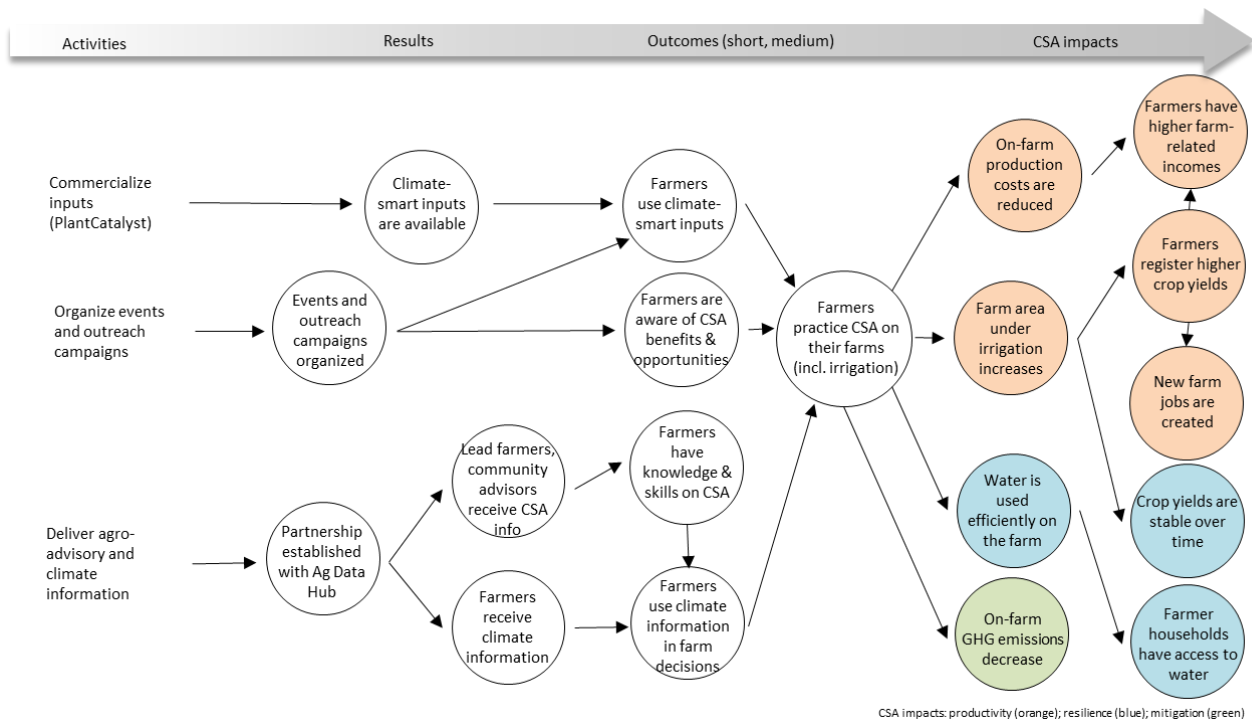 Activities
Results
Outcomes (short, medium)
CSA impacts
Commercialize
inputs
(PlantCatalyst)
Climate-
smart inputs
are available
Farmers
use climate-
smart inputs
On-farm
production
costs are
reduced
Farmers have
higher farm-
related
incomes
Organize events
and outreach
campaigns
Events and
outreach
campaigns
organized
Farmers are
aware of CSA
benefits &
opportunities
Farmers
practice CSA on
their farms
(incl. irrigation)
Farm area
under
irrigation
increases
Farmers
register higher
crop yields
New farm
jobs are
created
Deliver agro-
advisory and
climate
information
Partnership
established
with Ag Data
Hub
Lead farmers,
community
advisors
receive CSA
info
Farmers
have
knowledge &
skills on CSA
Water is
used
efficiently on
the farm
Crop yields are
stable over
time
Farmers
receive
climate
information
Farmers
use climate
information
in farm
decisions
On-farm
GHG emissions
decrease
Farmer
households
have access to
water
CSA impacts: productivity (orange); resilience (blue); mitigation (green)